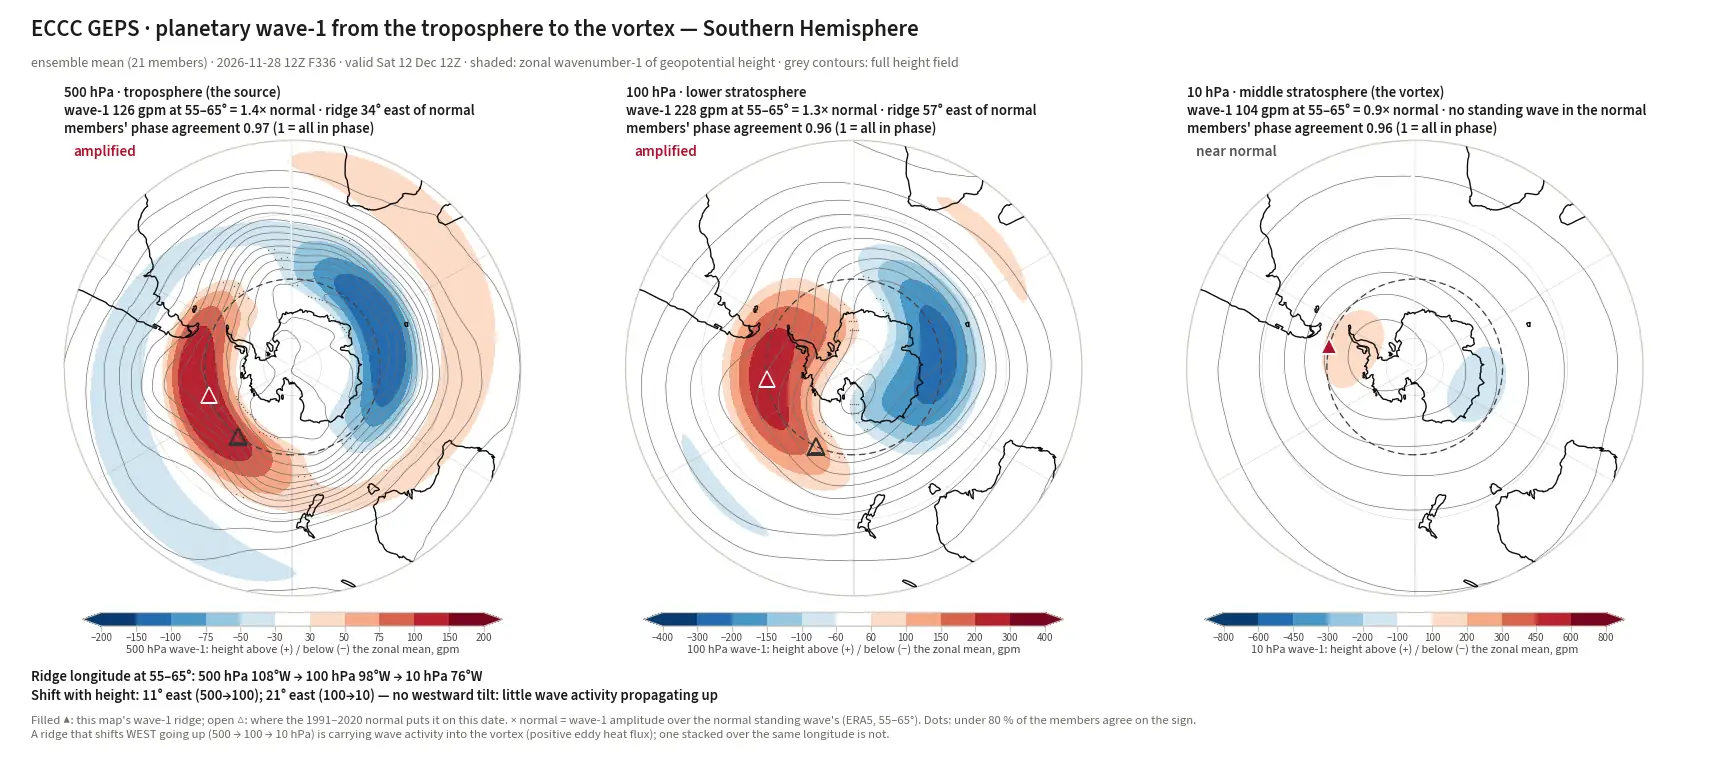 ECCC GEPS · planetary wave-1 from the troposphere to the vortex — Southern Hemisphere
ensemble mean (21 members) · 2026-11-28 12Z F336 · valid Sat 12 Dec 12Z · shaded: zonal wavenumber-1 of geopotential height · grey contours: full height field
500 hPa · troposphere (the source)
wave-1 126 gpm at 55–65° = 1.4× normal · ridge 34° east of normal
members' phase agreement 0.97 (1 = all in phase)
amplified
100 hPa · lower stratosphere
wave-1 228 gpm at 55–65° = 1.3× normal · ridge 57° east of normal
members' phase agreement 0.96 (1 = all in phase)
amplified
10 hPa · middle stratosphere (the vortex)
wave-1 104 gpm at 55–65° = 0.9× normal · no standing wave in the normal
members' phase agreement 0.96 (1 = all in phase)
near normal
−200 −150 −100 −75 −50 −30 30 50 75 100 150 200
500 hPa wave-1: height above (+) / below (−) the zonal mean, gpm
−400 −300 −200 −150 −100 −60 60 100 150 200 300 400
100 hPa wave-1: height above (+) / below (−) the zonal mean, gpm
−800 −600 −450 −300 −200 −100 100 200 300 450 600 800
10 hPa wave-1: height above (+) / below (−) the zonal mean, gpm
Ridge longitude at 55–65°: 500 hPa 108°W → 100 hPa 98°W → 10 hPa 76°W
Shift with height: 11° east (500→100); 21° east (100→10) — no westward tilt: little wave activity propagating up
Filled ▲: this map's wave-1 ridge; open △: where the 1991–2020 normal puts it on this date. × normal = wave-1 amplitude over the normal standing wave's (ERA5, 55–65°). Dots: under 80 % of the members agree on the sign.
A ridge that shifts WEST going up (500 → 100 → 10 hPa) is carrying wave activity into the vortex (positive eddy heat flux); one stacked over the same longitude is not.